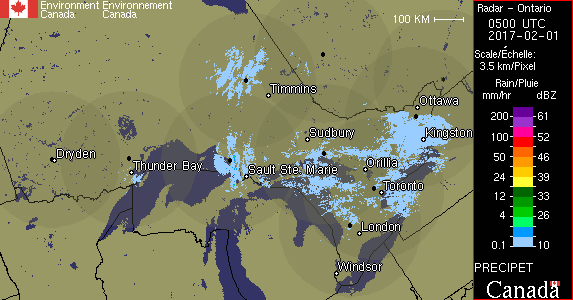 Environment Environnement
Canada Canada
100 KM
Timmins
Ottawa
Sudbury
Kingston
Dryden
Thunder Bay
Sault Ste. Marie
Orillia
Toronto
London
Windsor
Radar - Ontario
0500 UTC
2017-02-01
Scale/Échelle:
3.5 km/Pixel
Rain/Pluie
mm/hr dBZ
200 61
100 52
50 46
24 39
12 33
4 26
0.1 10
PRECIPET
Canada